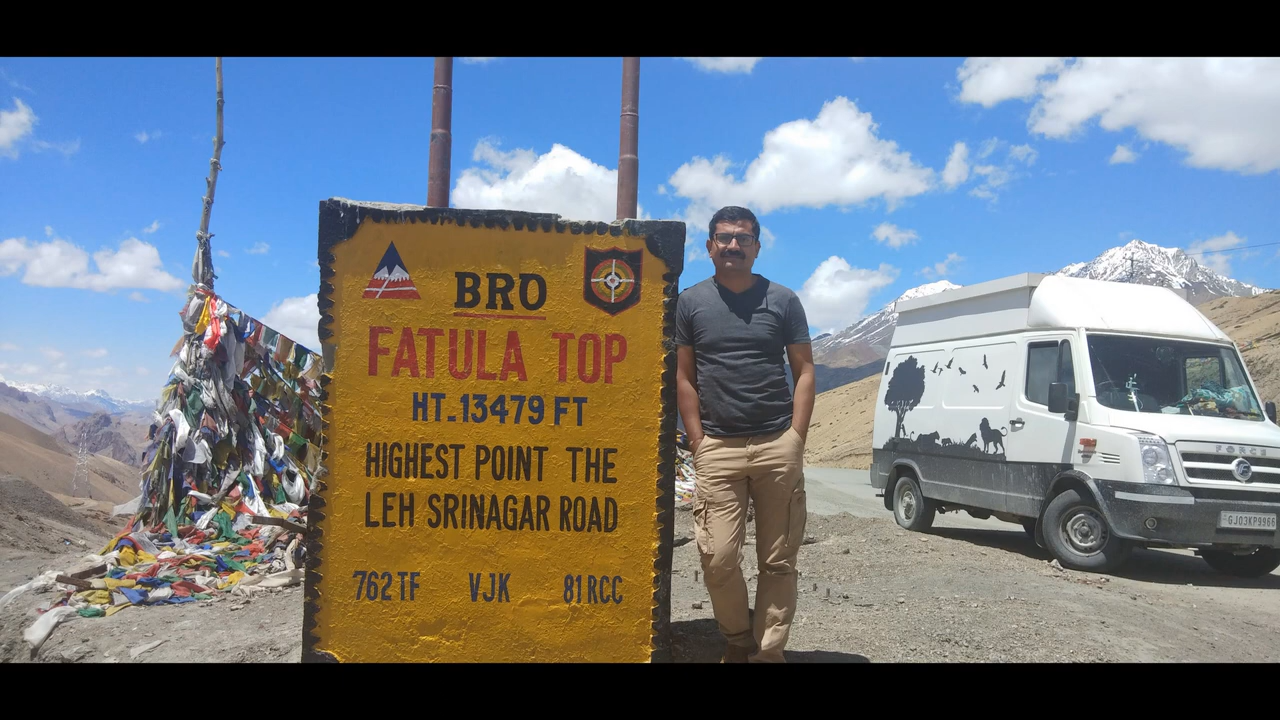 BRO
FATULA TOP
HT.13479 FT
HIGHEST POINT THE
LEH SRINAGAR ROAD
762 TF VJK 81 RCC
FORCE
GJ03KP9966